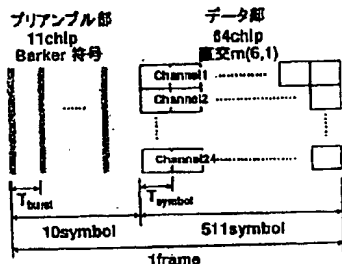 プリアンブル部
11chip
Barker 符号
データ部
64chip
直交m(6,1)
Channel1
Channel2
Channel24
Tburst
Tsymbol
10symbol
511symbol
1frame